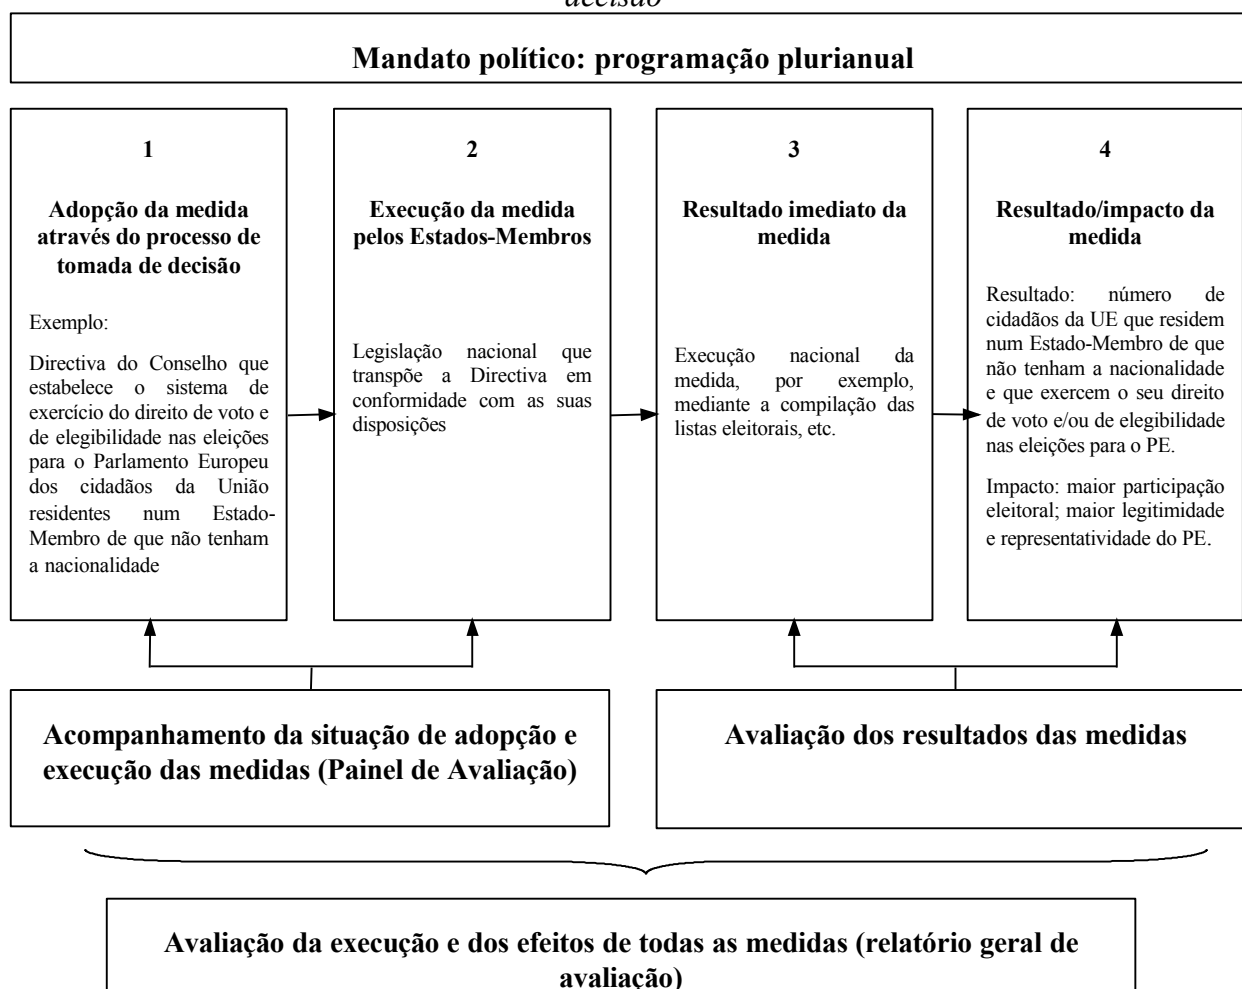 decisão
Mandato político: programação plurianual
1
Adopção da medida
através do processo de
tomada de decisão
Exemplo:
Directiva do Conselho que
estabelece o sistema de
exercício do direito de voto e
de elegibilidade nas eleições
para o Parlamento Europeu
dos cidadãos da União
residentes num Estado-
Membro de que não tenham
a nacionalidade
2
Execução da medida
pelos Estados-Membros
Legislação nacional que
transpõe a Directiva em
conformidade com as suas
disposições
3
Resultado imediato da
medida
Execução nacional da
medida, por exemplo,
mediante a compilação das
listas eleitorais, etc.
4
Resultado/impacto da
medida
Resultado: número de
cidadãos da UE que residem
num Estado-Membro de que
não tenham a nacionalidade
e que exercem o seu direito
de voto e/ou de elegibilidade
nas eleições para o PE.
Impacto: maior participação
eleitoral; maior legitimidade
e representatividade do PE.
Acompanhamento da situação de adopção e
execução das medidas (Painel de Avaliação)
Avaliação dos resultados das medidas
Avaliação da execução e dos efeitos de todas as medidas (relatório geral de
avaliação)